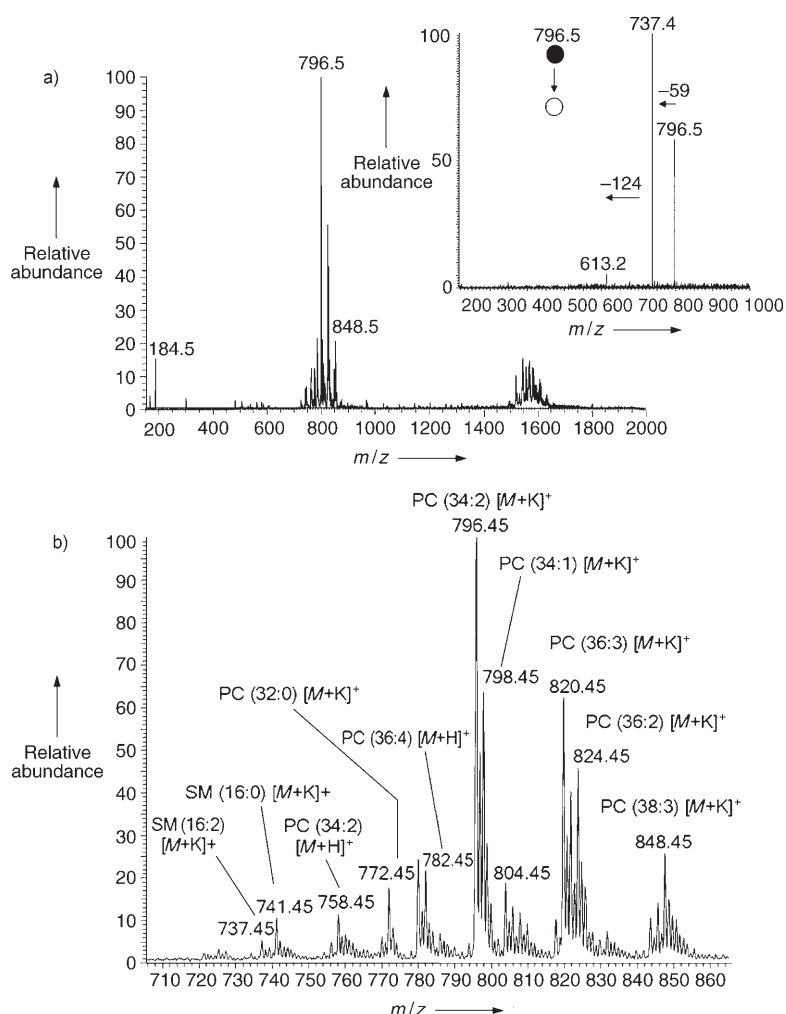 a)
796.5
848.5
184.5
100
90
80
70
60
50
40
30
20
10
0
Relative
abundance
200 400 600 800 1000 1200 1400 1600 1800 2000
m/z
796.5
737.4
–59
796.5
–124
613.2
100
50
0
Relative
abundance
200 300 400 500 600 700 800 900 1000
m/z
b)
PC (34:2) [M+K]⁺
796.45
PC (34:1) [M+K]⁺
798.45
PC (36:3) [M+K]⁺
820.45
PC (36:2) [M+K]⁺
824.45
PC (38:3) [M+K]⁺
848.45
PC (32:0) [M+K]⁺
PC (36:4) [M+H]⁺
SM (16:0) [M+K]+
SM (16:2)
[M+K]+
PC (34:2)
[M+H]⁺
772.45
782.45
804.45
758.45
741.45
737.45
100
90
80
70
60
50
40
30
20
10
0
Relative
abundance
710 720 730 740 750 760 770 780 790 800 810 820 830 840 850 860
m/z